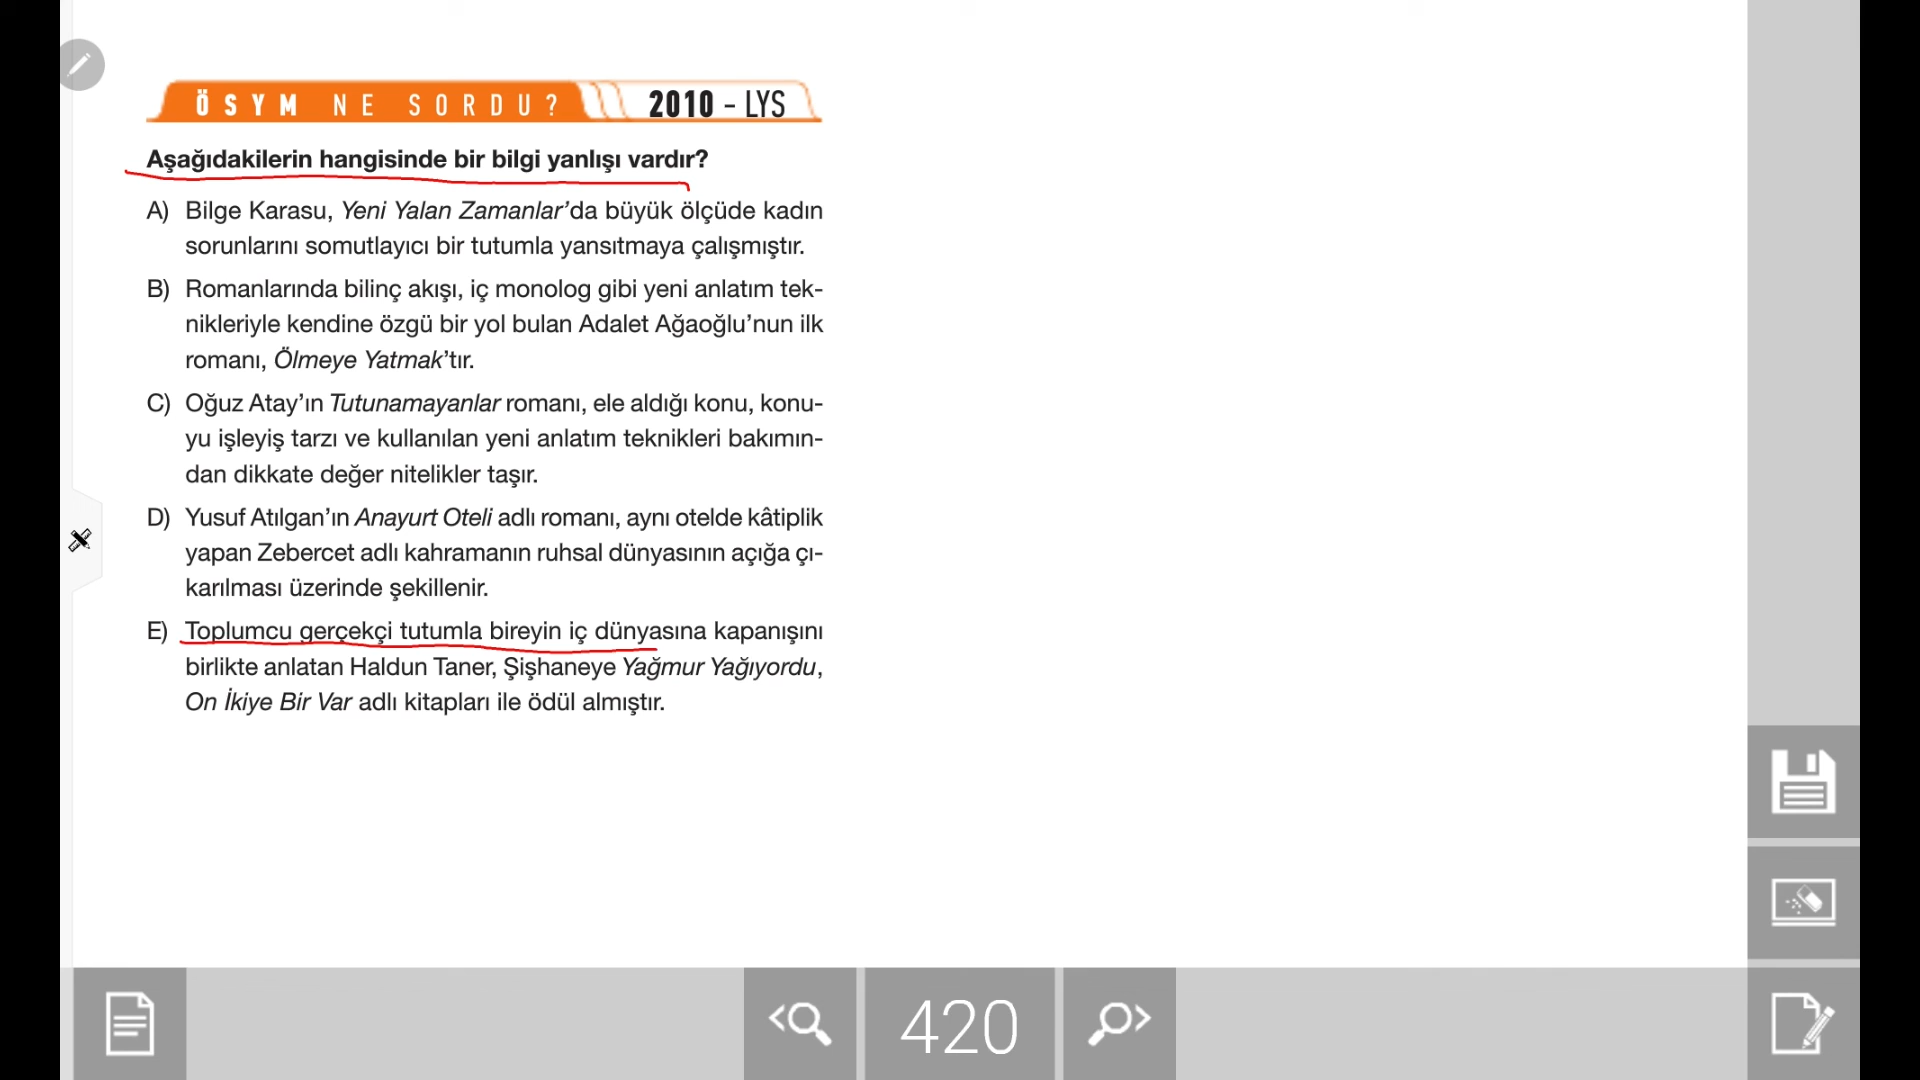 ÖSYM NE SORDU? 2010 - LYS
Aşağıdakilerin hangisinde bir bilgi yanlışı vardır?
A) Bilge Karasu, Yeni Yalan Zamanlar’da büyük ölçüde kadın
sorunlarını somutlayıcı bir tutumla yansıtmaya çalışmıştır.
B) Romanlarında bilinç akışı, iç monolog gibi yeni anlatım tek-
nikleriyle kendine özgü bir yol bulan Adalet Ağaoğlu’nun ilk
romanı, Ölmeye Yatmak’tır.
C) Oğuz Atay’ın Tutunamayanlar romanı, ele aldığı konu, konu-
yu işleyiş tarzı ve kullanılan yeni anlatım teknikleri bakımın-
dan dikkate değer nitelikler taşır.
D) Yusuf Atılgan’ın Anayurt Oteli adlı romanı, aynı otelde kâtiplik
yapan Zebercet adlı kahramanın ruhsal dünyasının açığa çı-
karılması üzerinde şekillenir.
E) Toplumcu gerçekçi tutumla bireyin iç dünyasına kapanışını
birlikte anlatan Haldun Taner, Şişhaneye Yağmur Yağıyordu,
On İkiye Bir Var adlı kitapları ile ödül almıştır.
420